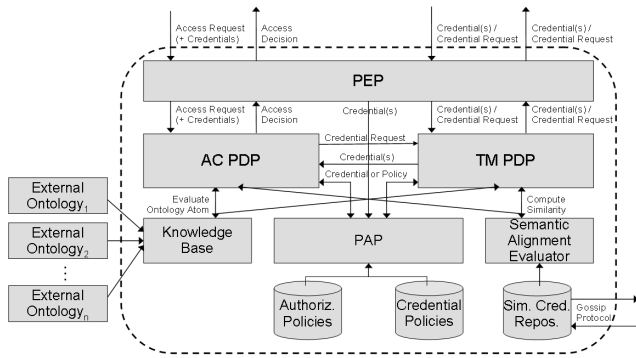 Access Request
(+ Credentials)
Access
Decision
Credential(s) /
Credential Request
Credential(s) /
Credential Request
PEP
Access Request
(+ Credentials)
Access
Decision
Credential(s)
Credential(s) /
Credential Request
Credential(s) /
Credential Request
AC PDP
Credential Request
Credential(s)
Credential or Policy
TM PDP
Evaluate
Ontology Atom
Compute
Similarity
External
Ontology1
External
Ontology2
⋮
External
Ontologyn
Knowledge
Base
PAP
Semantic
Alignment
Evaluator
Authoriz.
Policies
Credential
Policies
Sim. Cred.
Repos.
Gossip
Protocol